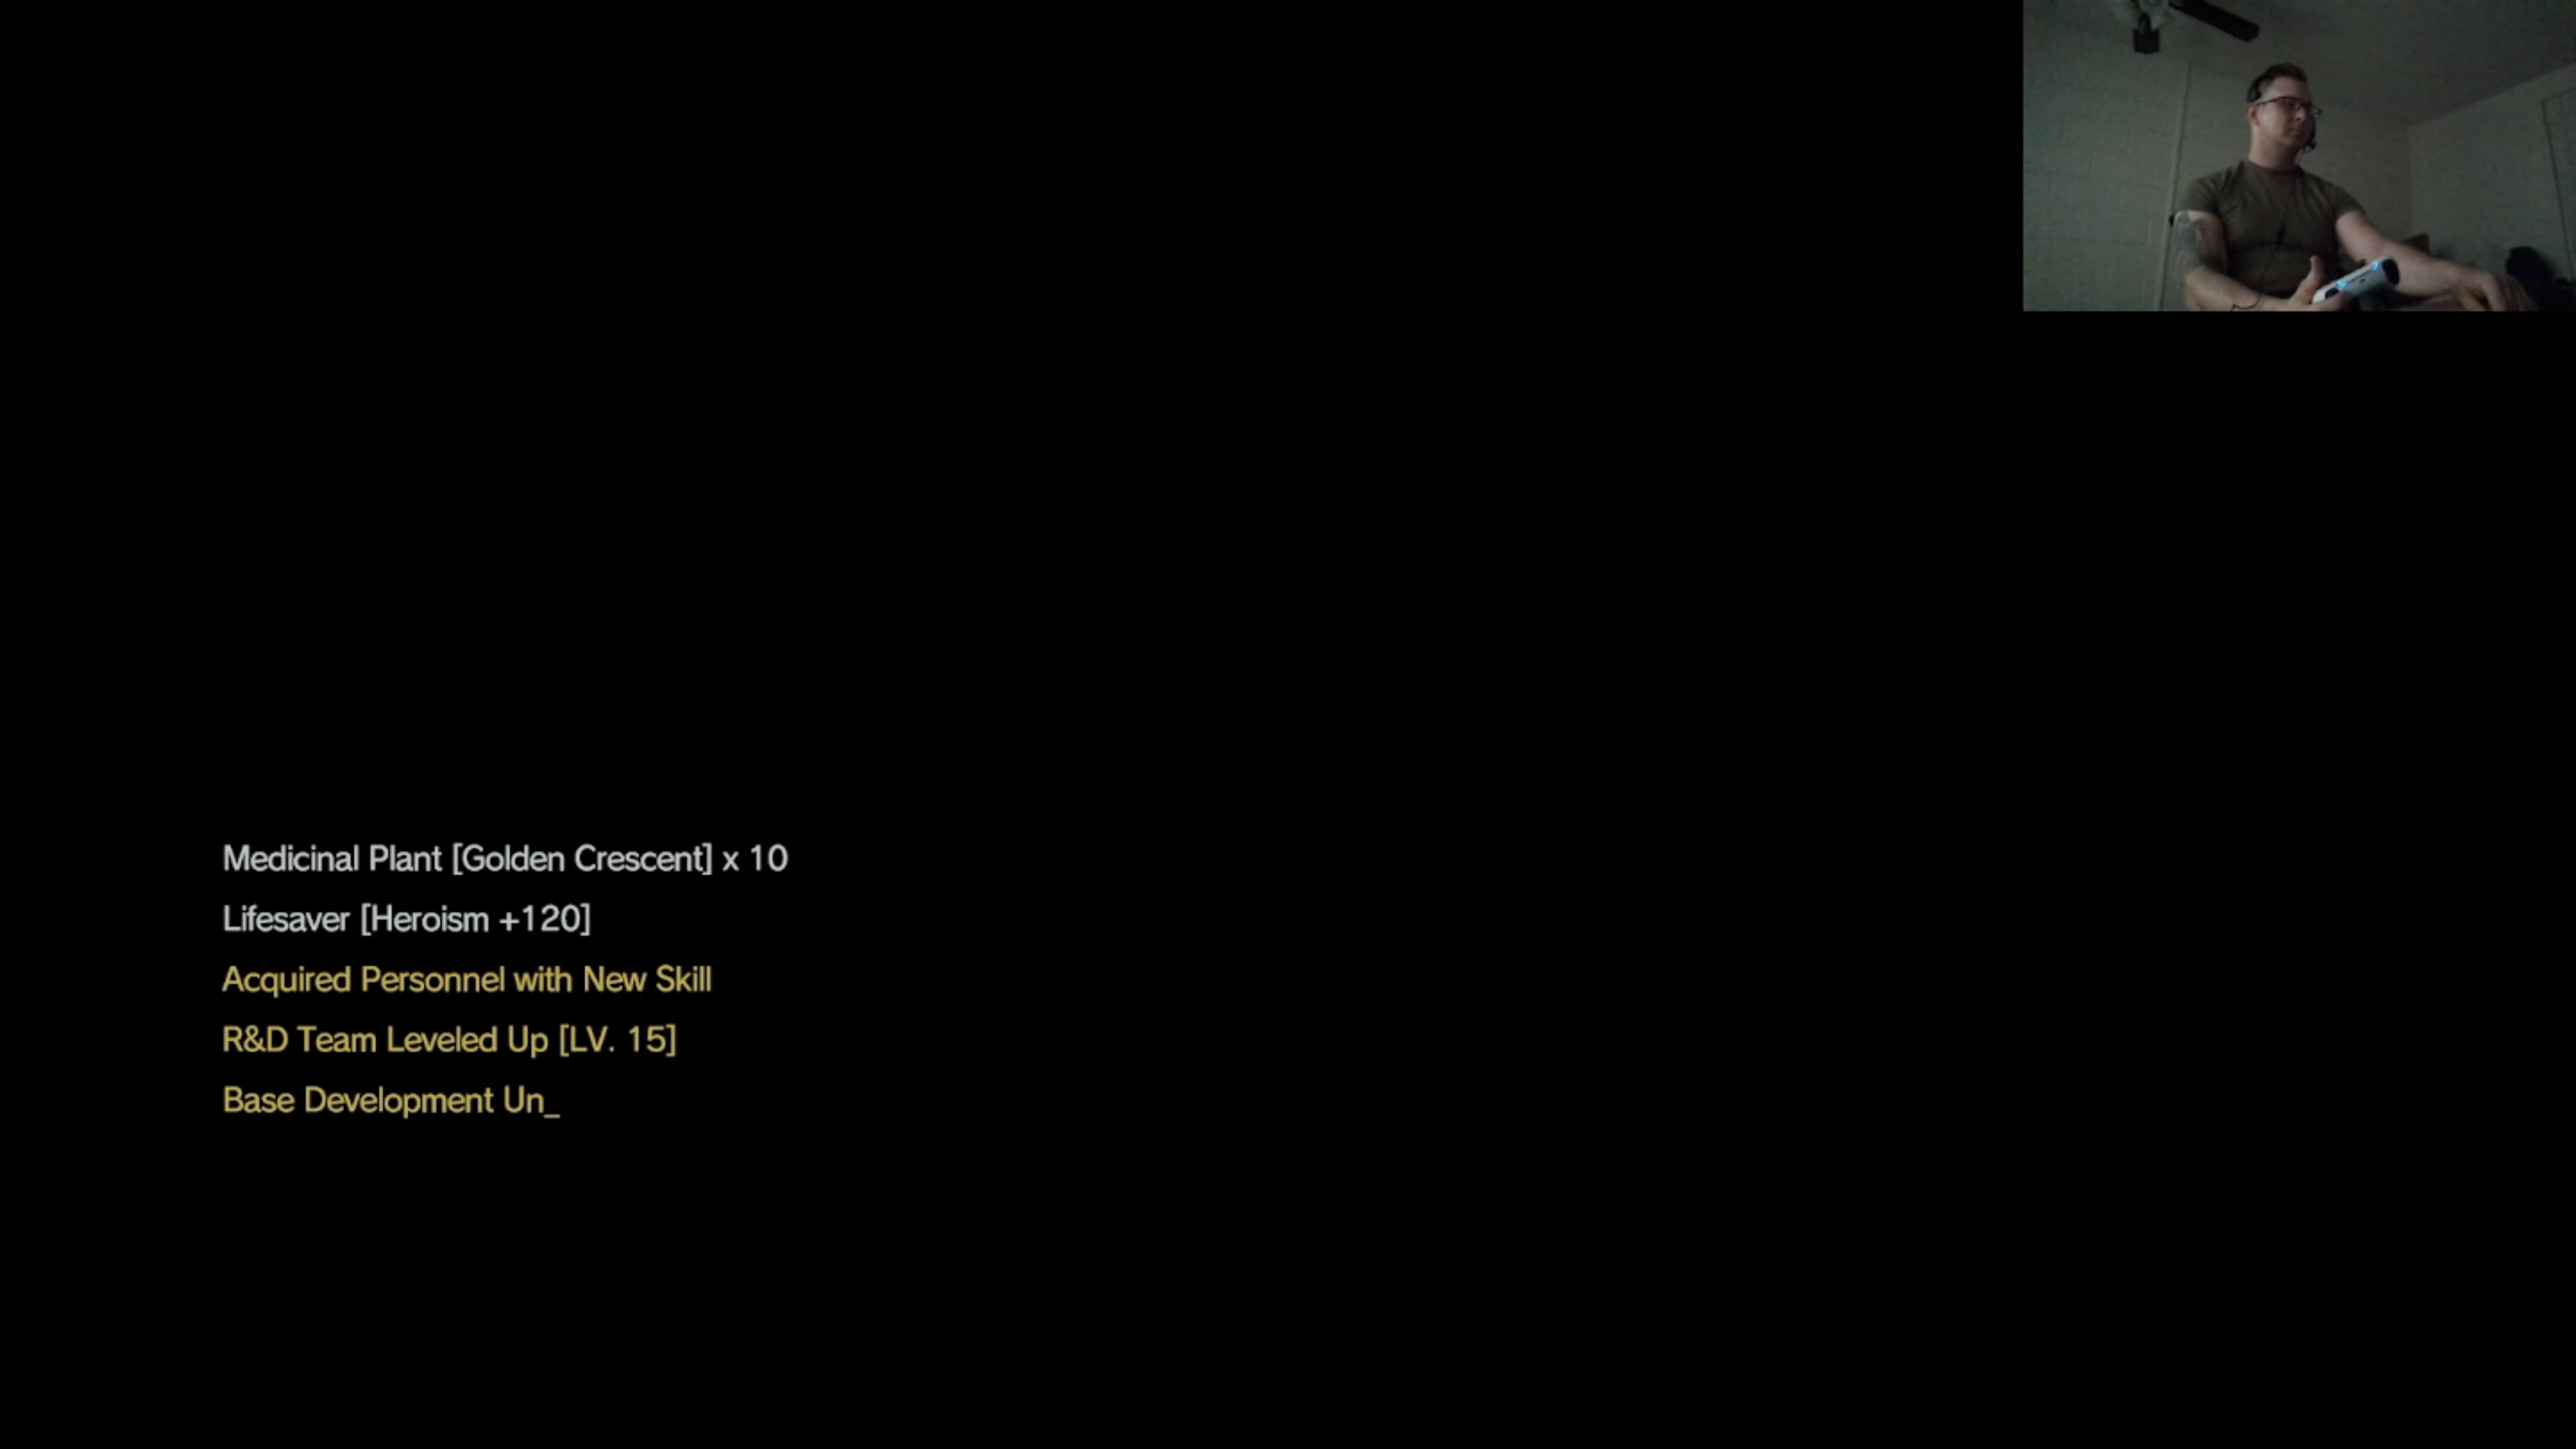 Medicinal Plant [Golden Crescent] x 10
Lifesaver [Heroism +120]
Acquired Personnel with New Skill
R&D Team Leveled Up [LV. 15]
Base Development Un_